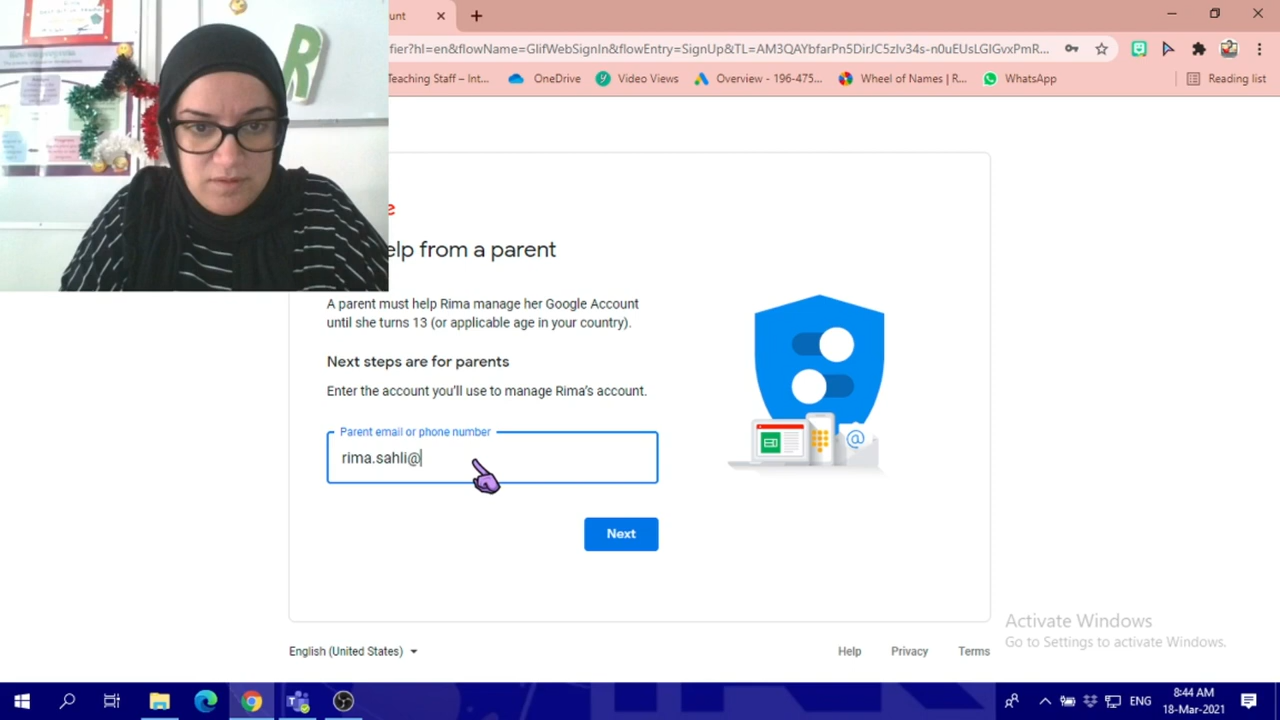 unt
R
fier?hl=en&flowName=GlifWebSignIn&flowEntry=SignUp&TL=AM3QAYbfarPn5DirJC5zIv34s-n0uEUsLGIGvxPmR...
Teaching Staff – Int...
OneDrive
Video Views
Overview - 196-475...
Wheel of Names | R...
WhatsApp
Reading list
e
elp from a parent
A parent must help Rima manage her Google Account
until she turns 13 (or applicable age in your country).
Next steps are for parents
Enter the account you'll use to manage Rima's account.
Parent email or phone number
rima.sahli@
Next
Activate Windows
Go to Settings to activate Windows.
English (United States)
Help
Privacy
Terms
ENG
8:44 AM
18-Mar-2021